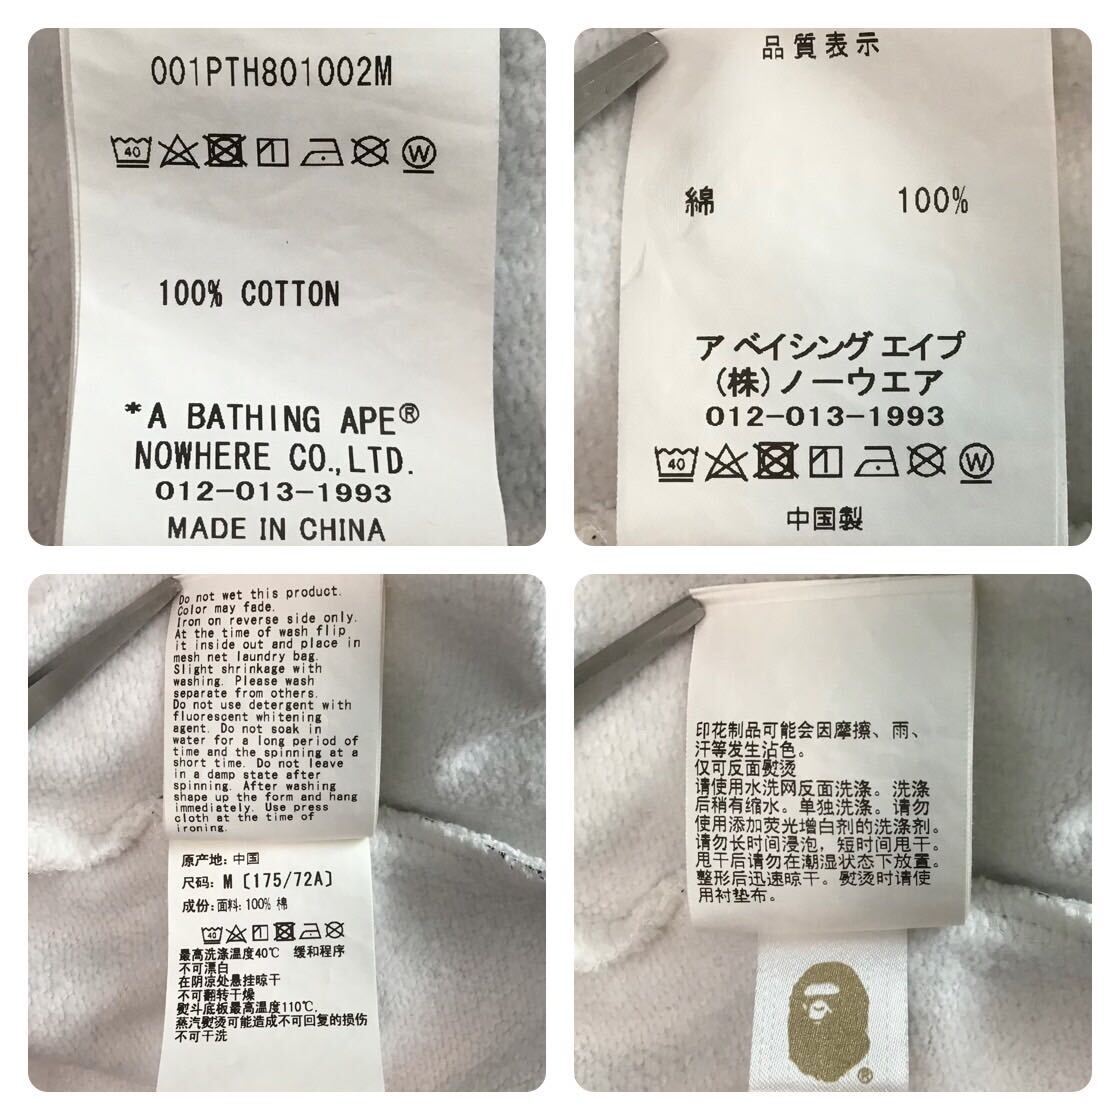 001PTH801002M
40
W
100% COTTON
*A BATHING APE®
NOWHERE CO.,LTD.
012-013-1993
MADE IN CHINA
品質表示
綿 100%
ア ベイシング エイプ
(株)ノーウエア
012-013-1993
40
W
中国製
Do not wet this product.
Color may fade.
Iron on reverse side only.
At the time of wash flip
it inside out and place in
mesh net laundry bag.
Slight shrinkage with
washing. Please wash
separate from others.
Do not use detergent with
fluorescent whitening
agent. Do not soak in
water for a long period of
time and the spinning at a
short time. Do not leave
in a damp state after
spinning. After washing
shape up the form and hang
immediately. Use press
cloth at the time of
ironing.
原产地: 中国
尺码: M [175/72A]
成份: 面料: 100% 棉
40
最高洗涤温度40℃ 缓和程序
不可漂白
在阴凉处悬挂晾干
不可翻转干燥
熨斗底板最高温度110℃.
蒸汽熨烫可能造成不可回复的损伤
不可干洗
印花制品可能会因摩擦、雨、
汗等发生沾色。
仅可反面熨烫
请使用水洗网反面洗涤。洗涤
后稍有缩水。单独洗涤。请勿
使用添加荧光增白剂的洗涤剂。
请勿长时间浸泡，短时间甩干。
甩干后请勿在潮湿状态下放置。
整形后迅速晾干。熨烫时请使
用衬垫布。
®